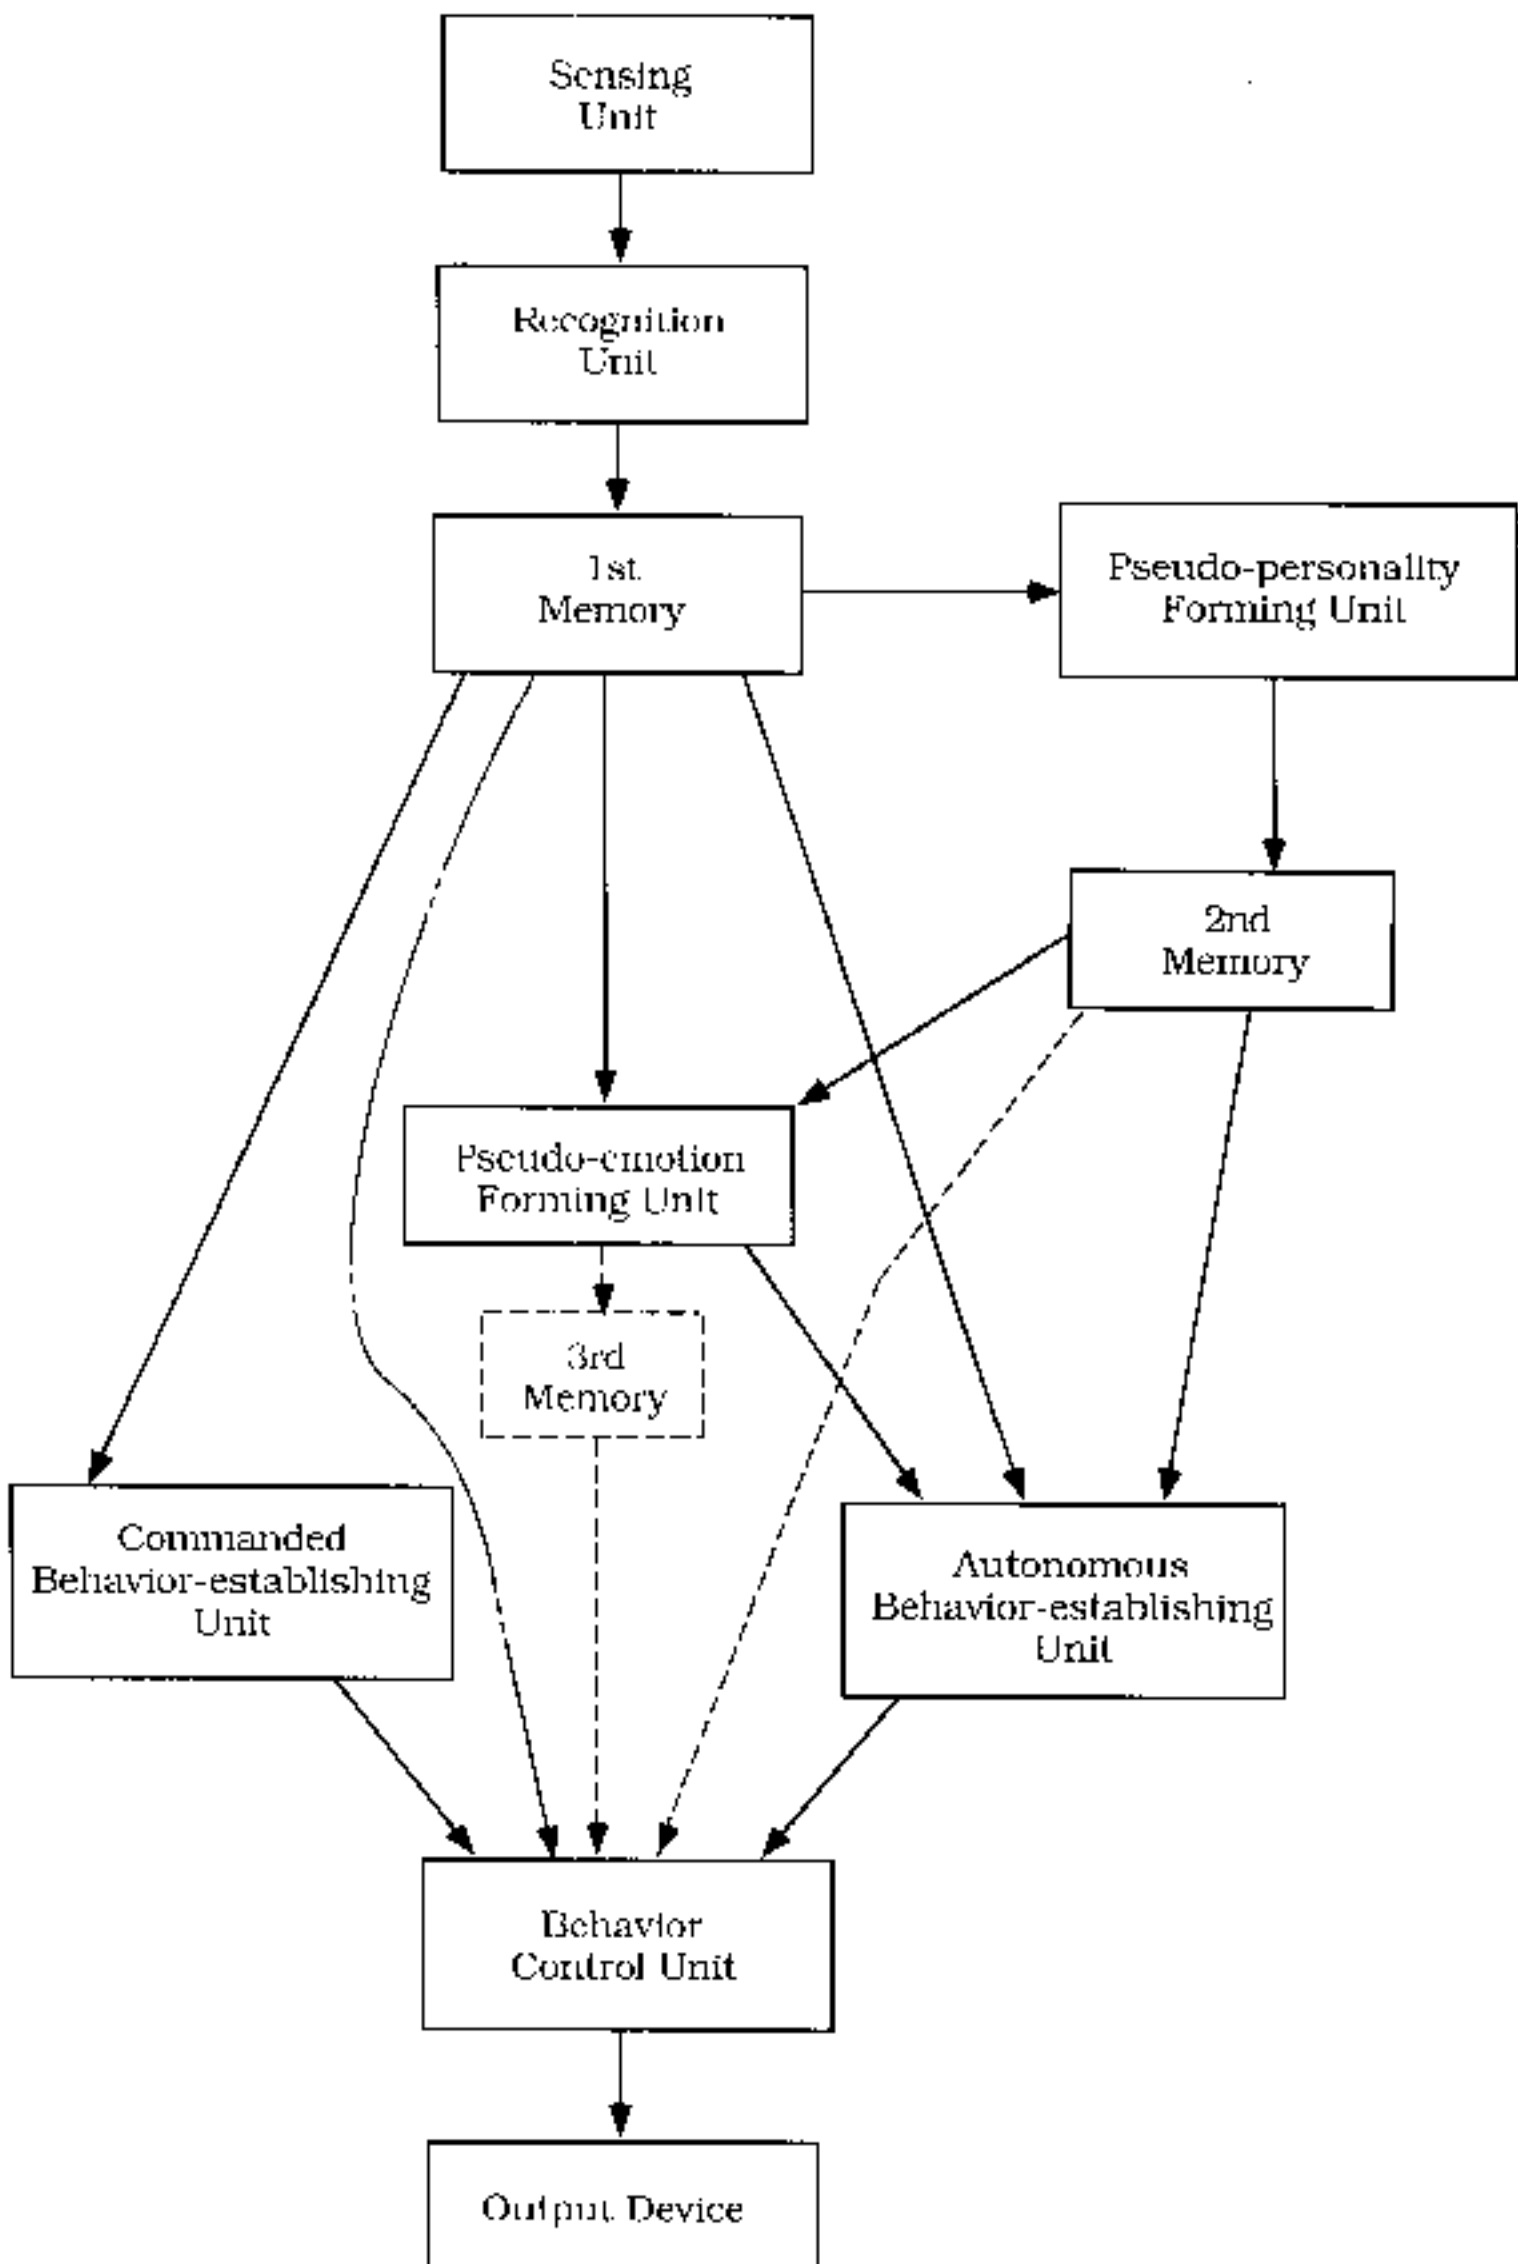 Sensing
Unit
Recognition
Unit
1st
Memory
Pseudo-personality
Forming Unit
2nd
Memory
Pseudo-emotion
Forming Unit
3rd
Memory
Commanded
Behavior-establishing
Unit
Autonomous
Behavior-establishing
Unit
Behavior
Control Unit
Output Device